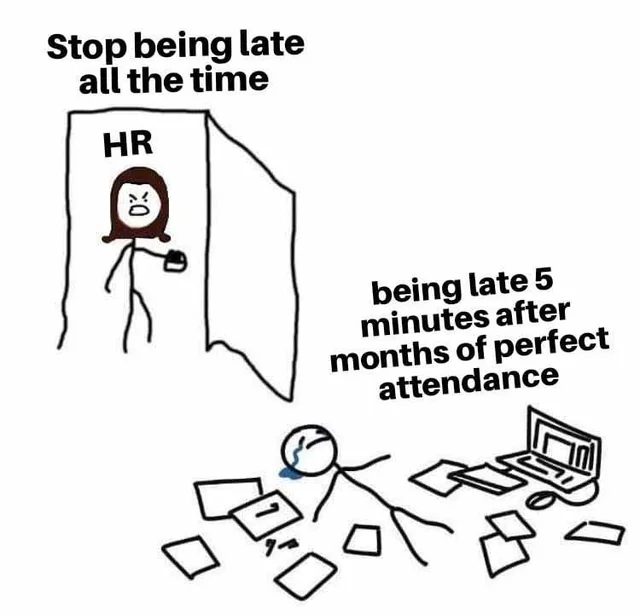 Stop being late
all the time
HR
being late 5
minutes after
months of perfect
attendance